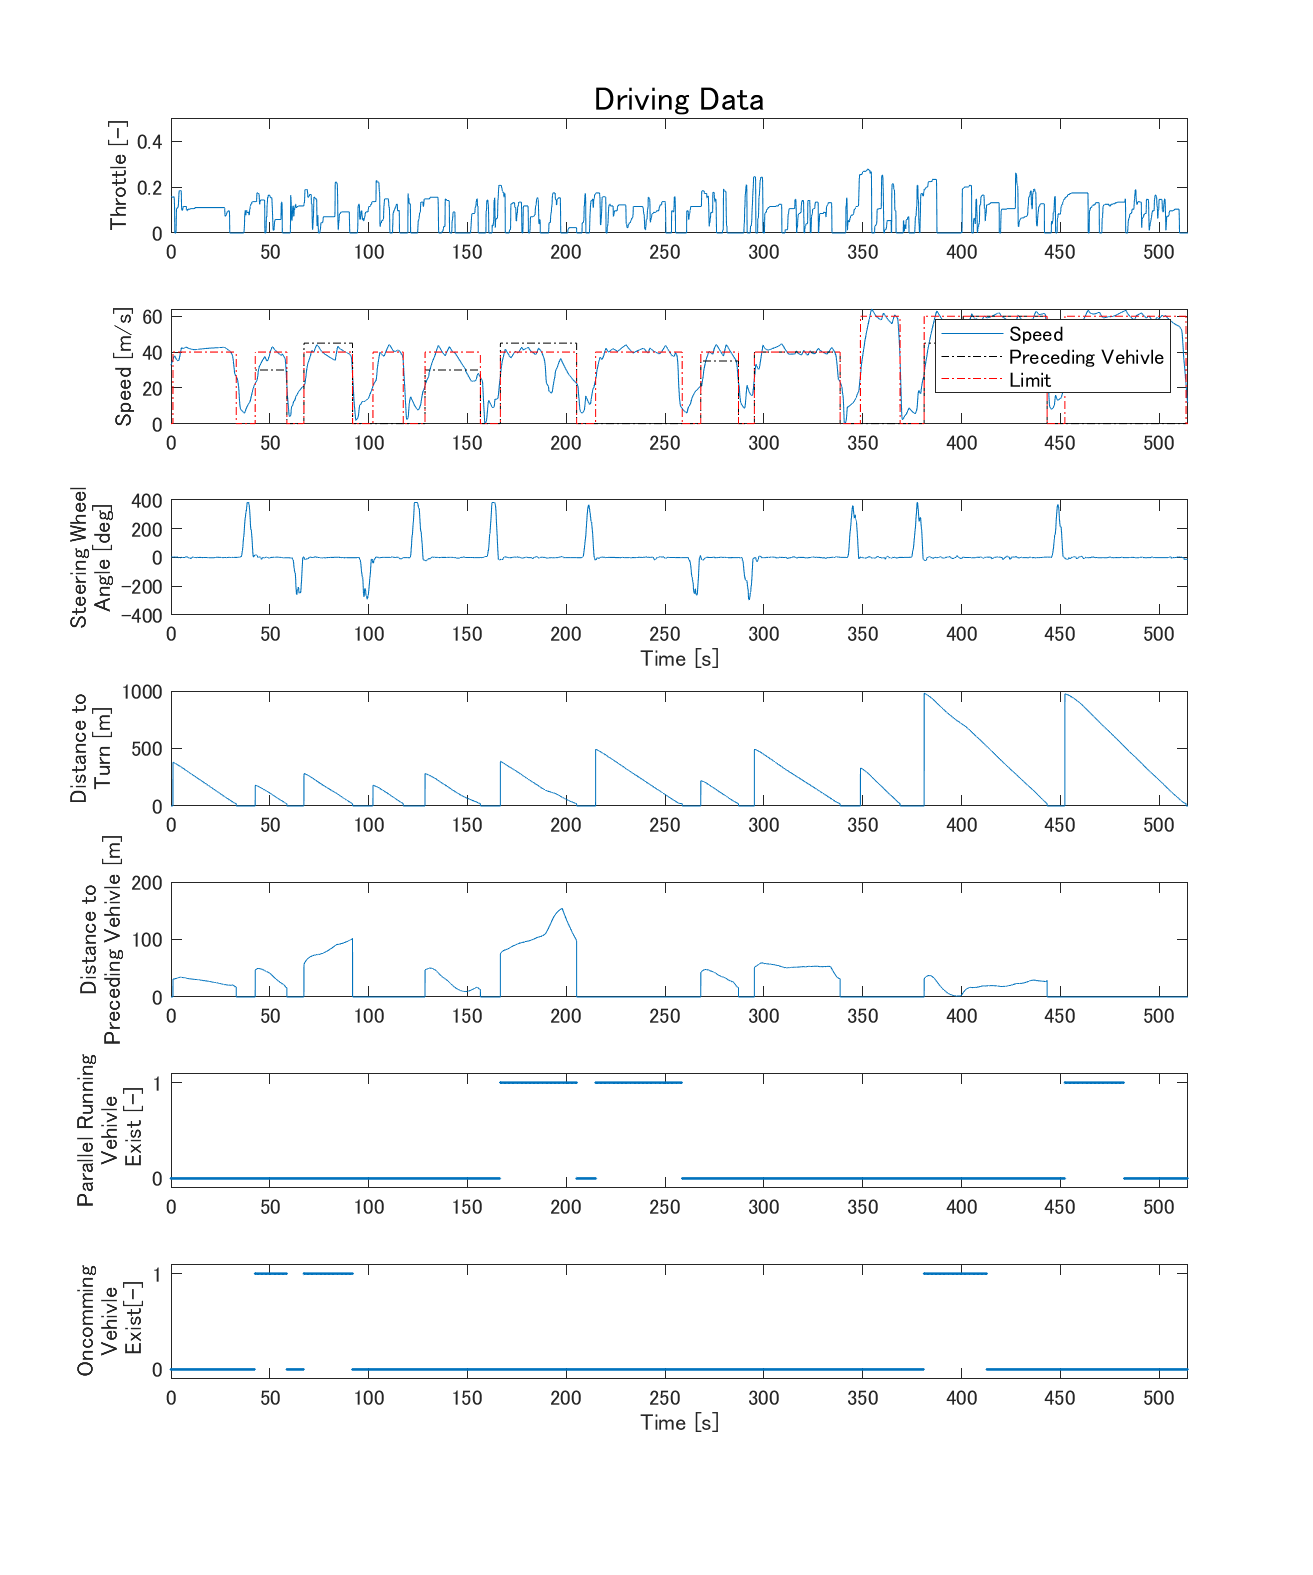 Driving Data
Throttle [-]
0.4
0.2
0
0 50 100 150 200 250 300 350 400 450 500
Speed [m/s]
60
40
20
0
Speed
Preceding Vehivle
Limit
0 50 100 150 200 250 300 350 400 450 500
Steering Wheel
Angle [deg]
400
200
0
-200
-400
0 50 100 150 200 250 300 350 400 450 500
Time [s]
Distance to
Turn [m]
1000
500
0
0 50 100 150 200 250 300 350 400 450 500
Distance to
Preceding Vehivle [m]
200
100
0
0 50 100 150 200 250 300 350 400 450 500
Parallel Running
Vehivle
Exist [-]
1
0
0 50 100 150 200 250 300 350 400 450 500
Oncomming
Vehivle
Exist[-]
1
0
0 50 100 150 200 250 300 350 400 450 500
Time [s]